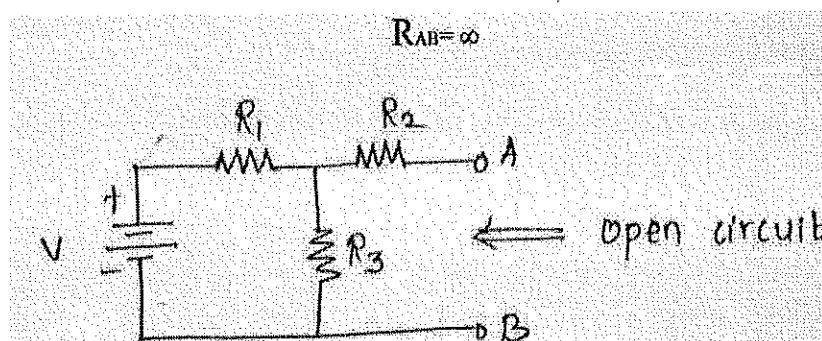 RAB=∞
R1 R2
A
+
V R3 open circuit
-
B